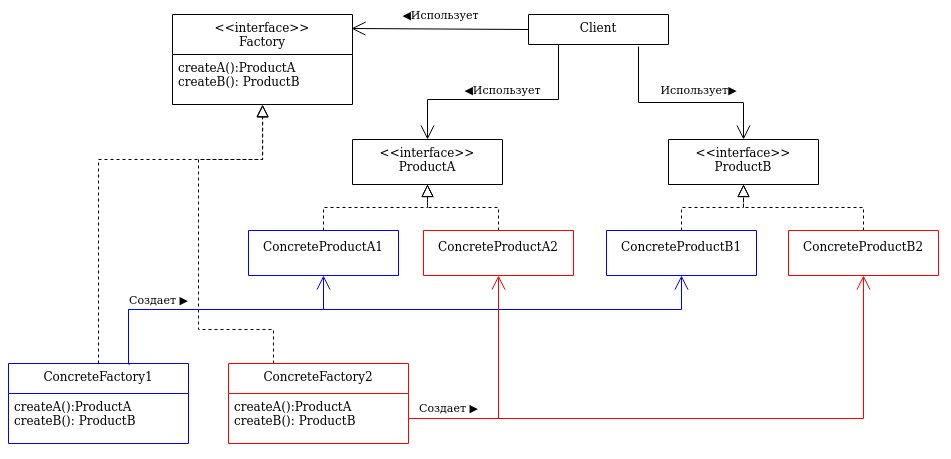 ◀Использует
<<interface>>
Factory
Client
createA():ProductA
createB(): ProductB
◀Использует
Использует▶
<<interface>>
ProductA
<<interface>>
ProductB
ConcreteProductA1
ConcreteProductA2
ConcreteProductB1
ConcreteProductB2
Создает ▶
ConcreteFactory1
createA():ProductA
createB(): ProductB
ConcreteFactory2
createA():ProductA
createB(): ProductB
Создает ▶